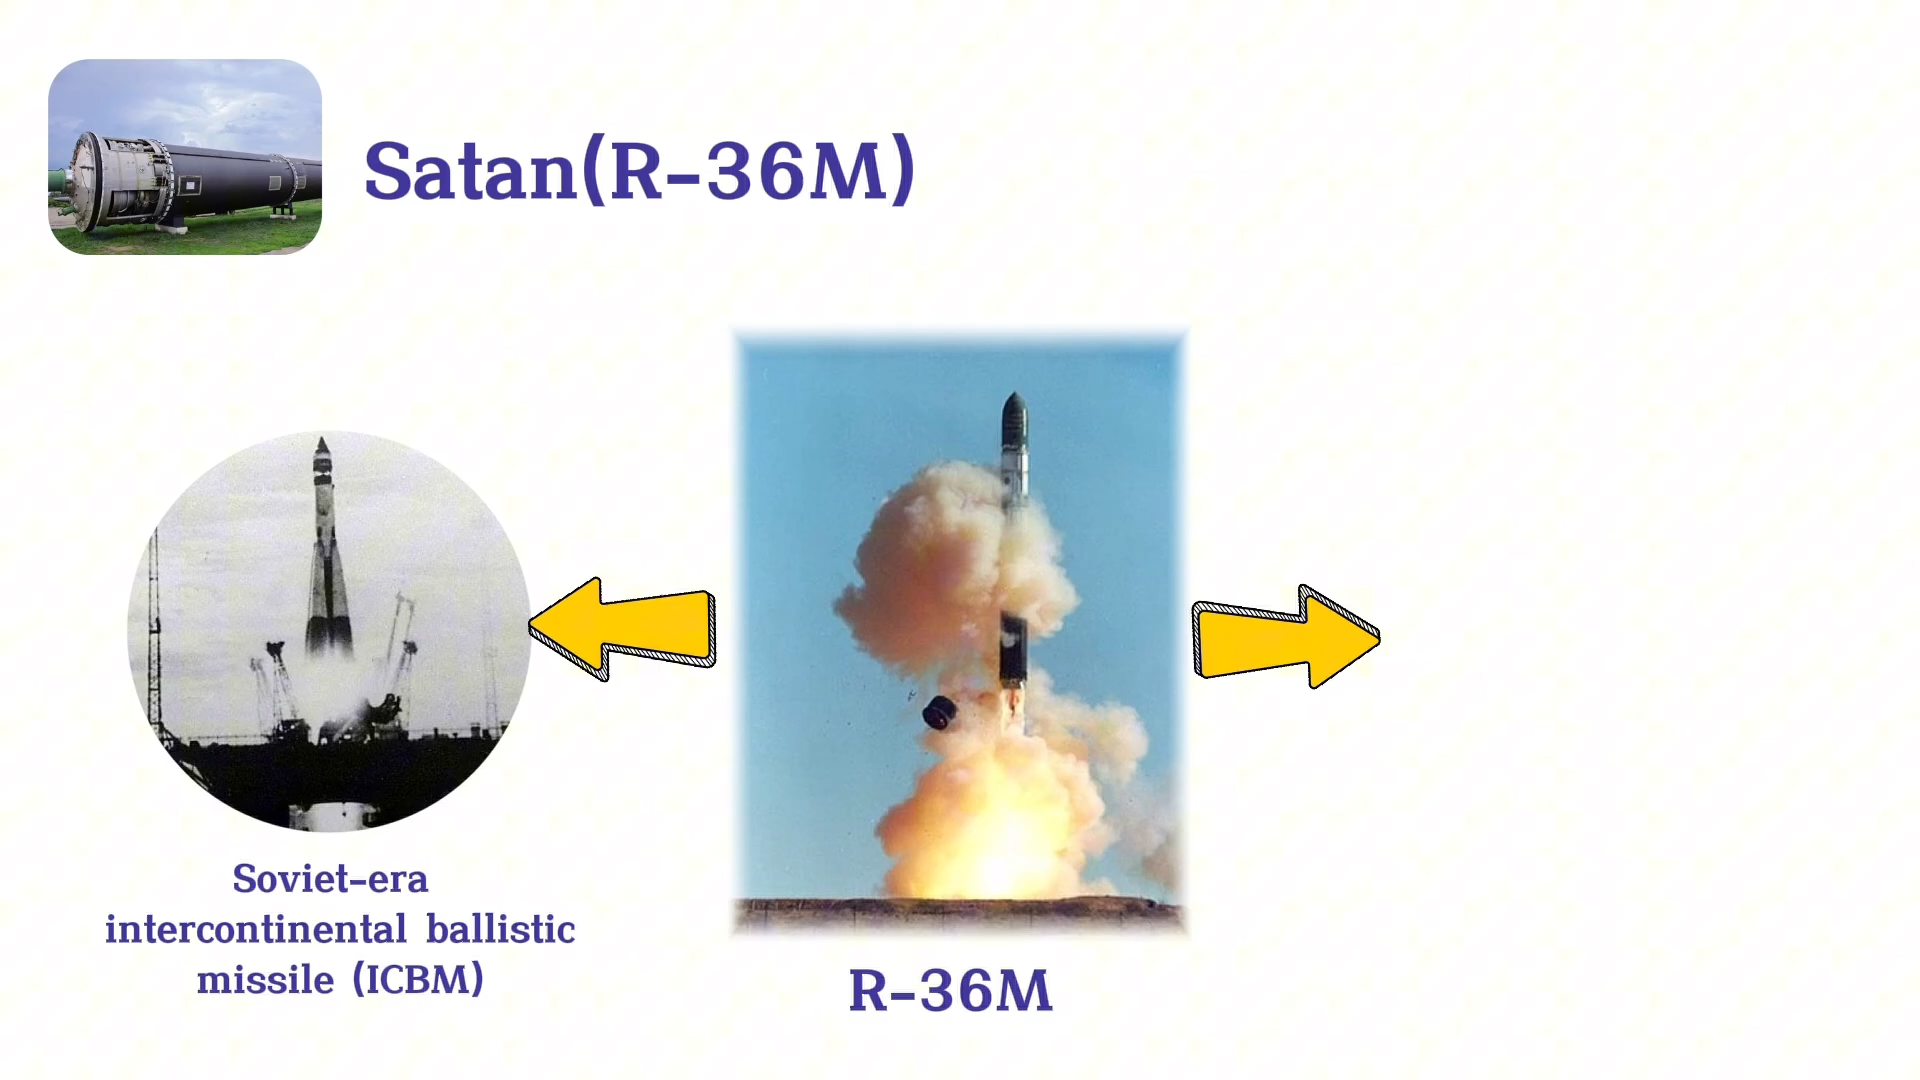 Satan(R-36M)
Soviet-era
intercontinental ballistic
missile (ICBM)
R-36M